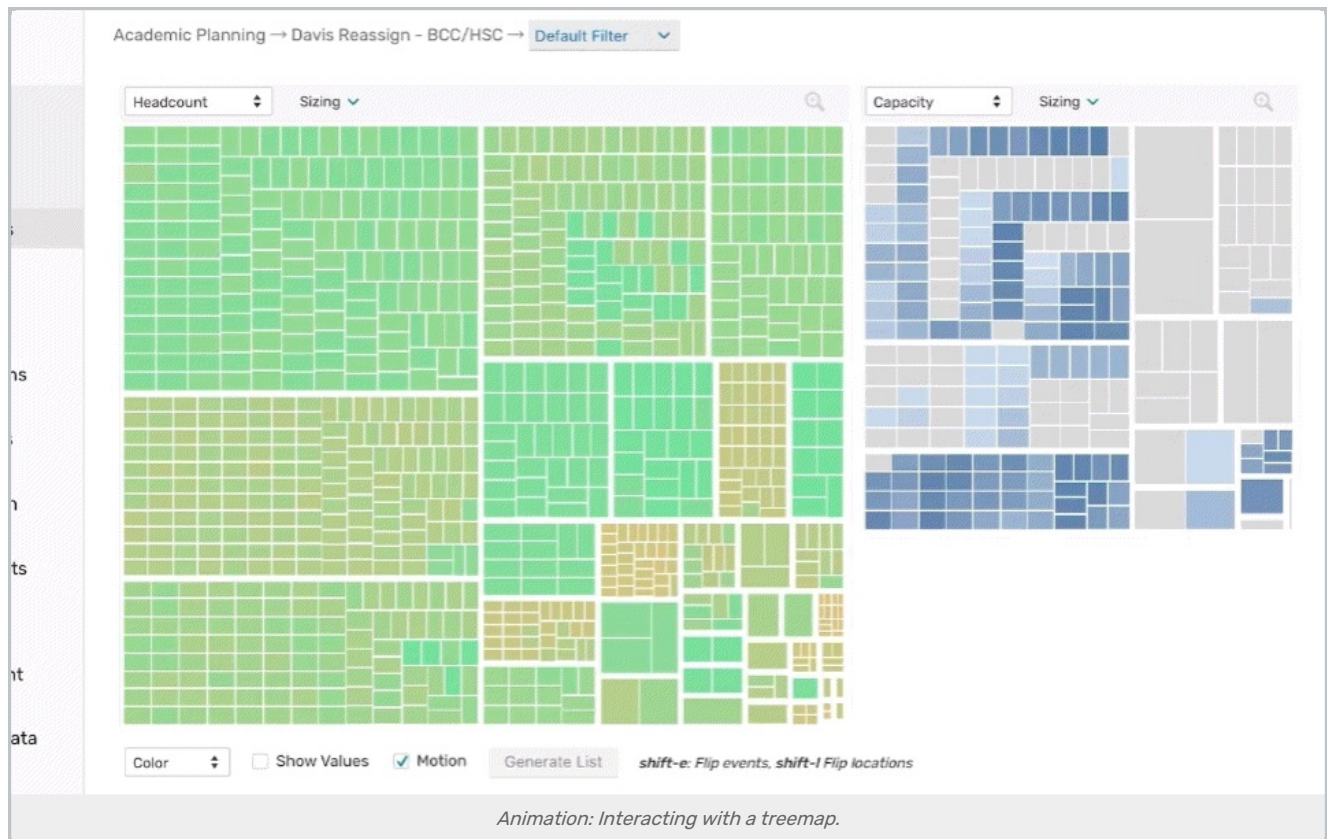 Academic Planning → Davis Reassign - BCC/HSC → Default Filter
Headcount Sizing
Capacity Sizing
s
ns
s
n
ts
nt
ata
Color Show Values Motion Generate List shift-e: Flip events, shift-l Flip locations
Animation: Interacting with a treemap.